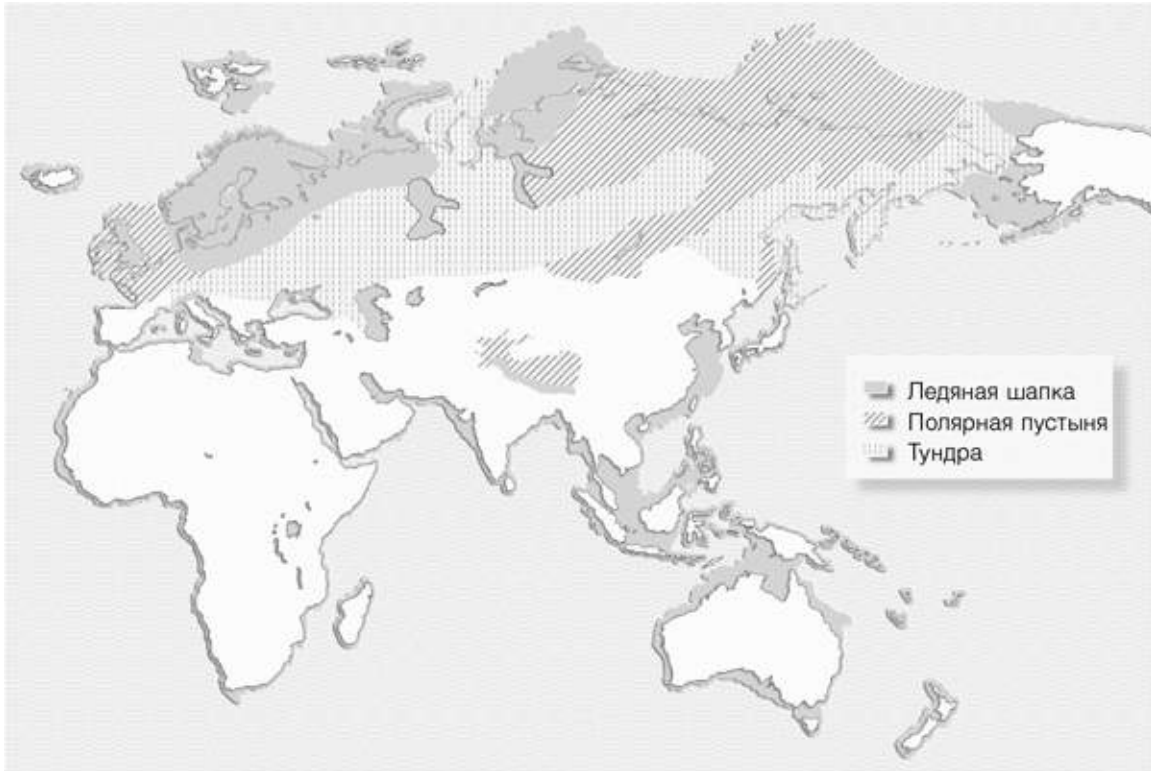 Ледяная шапка
Полярная пустыня
Тундра